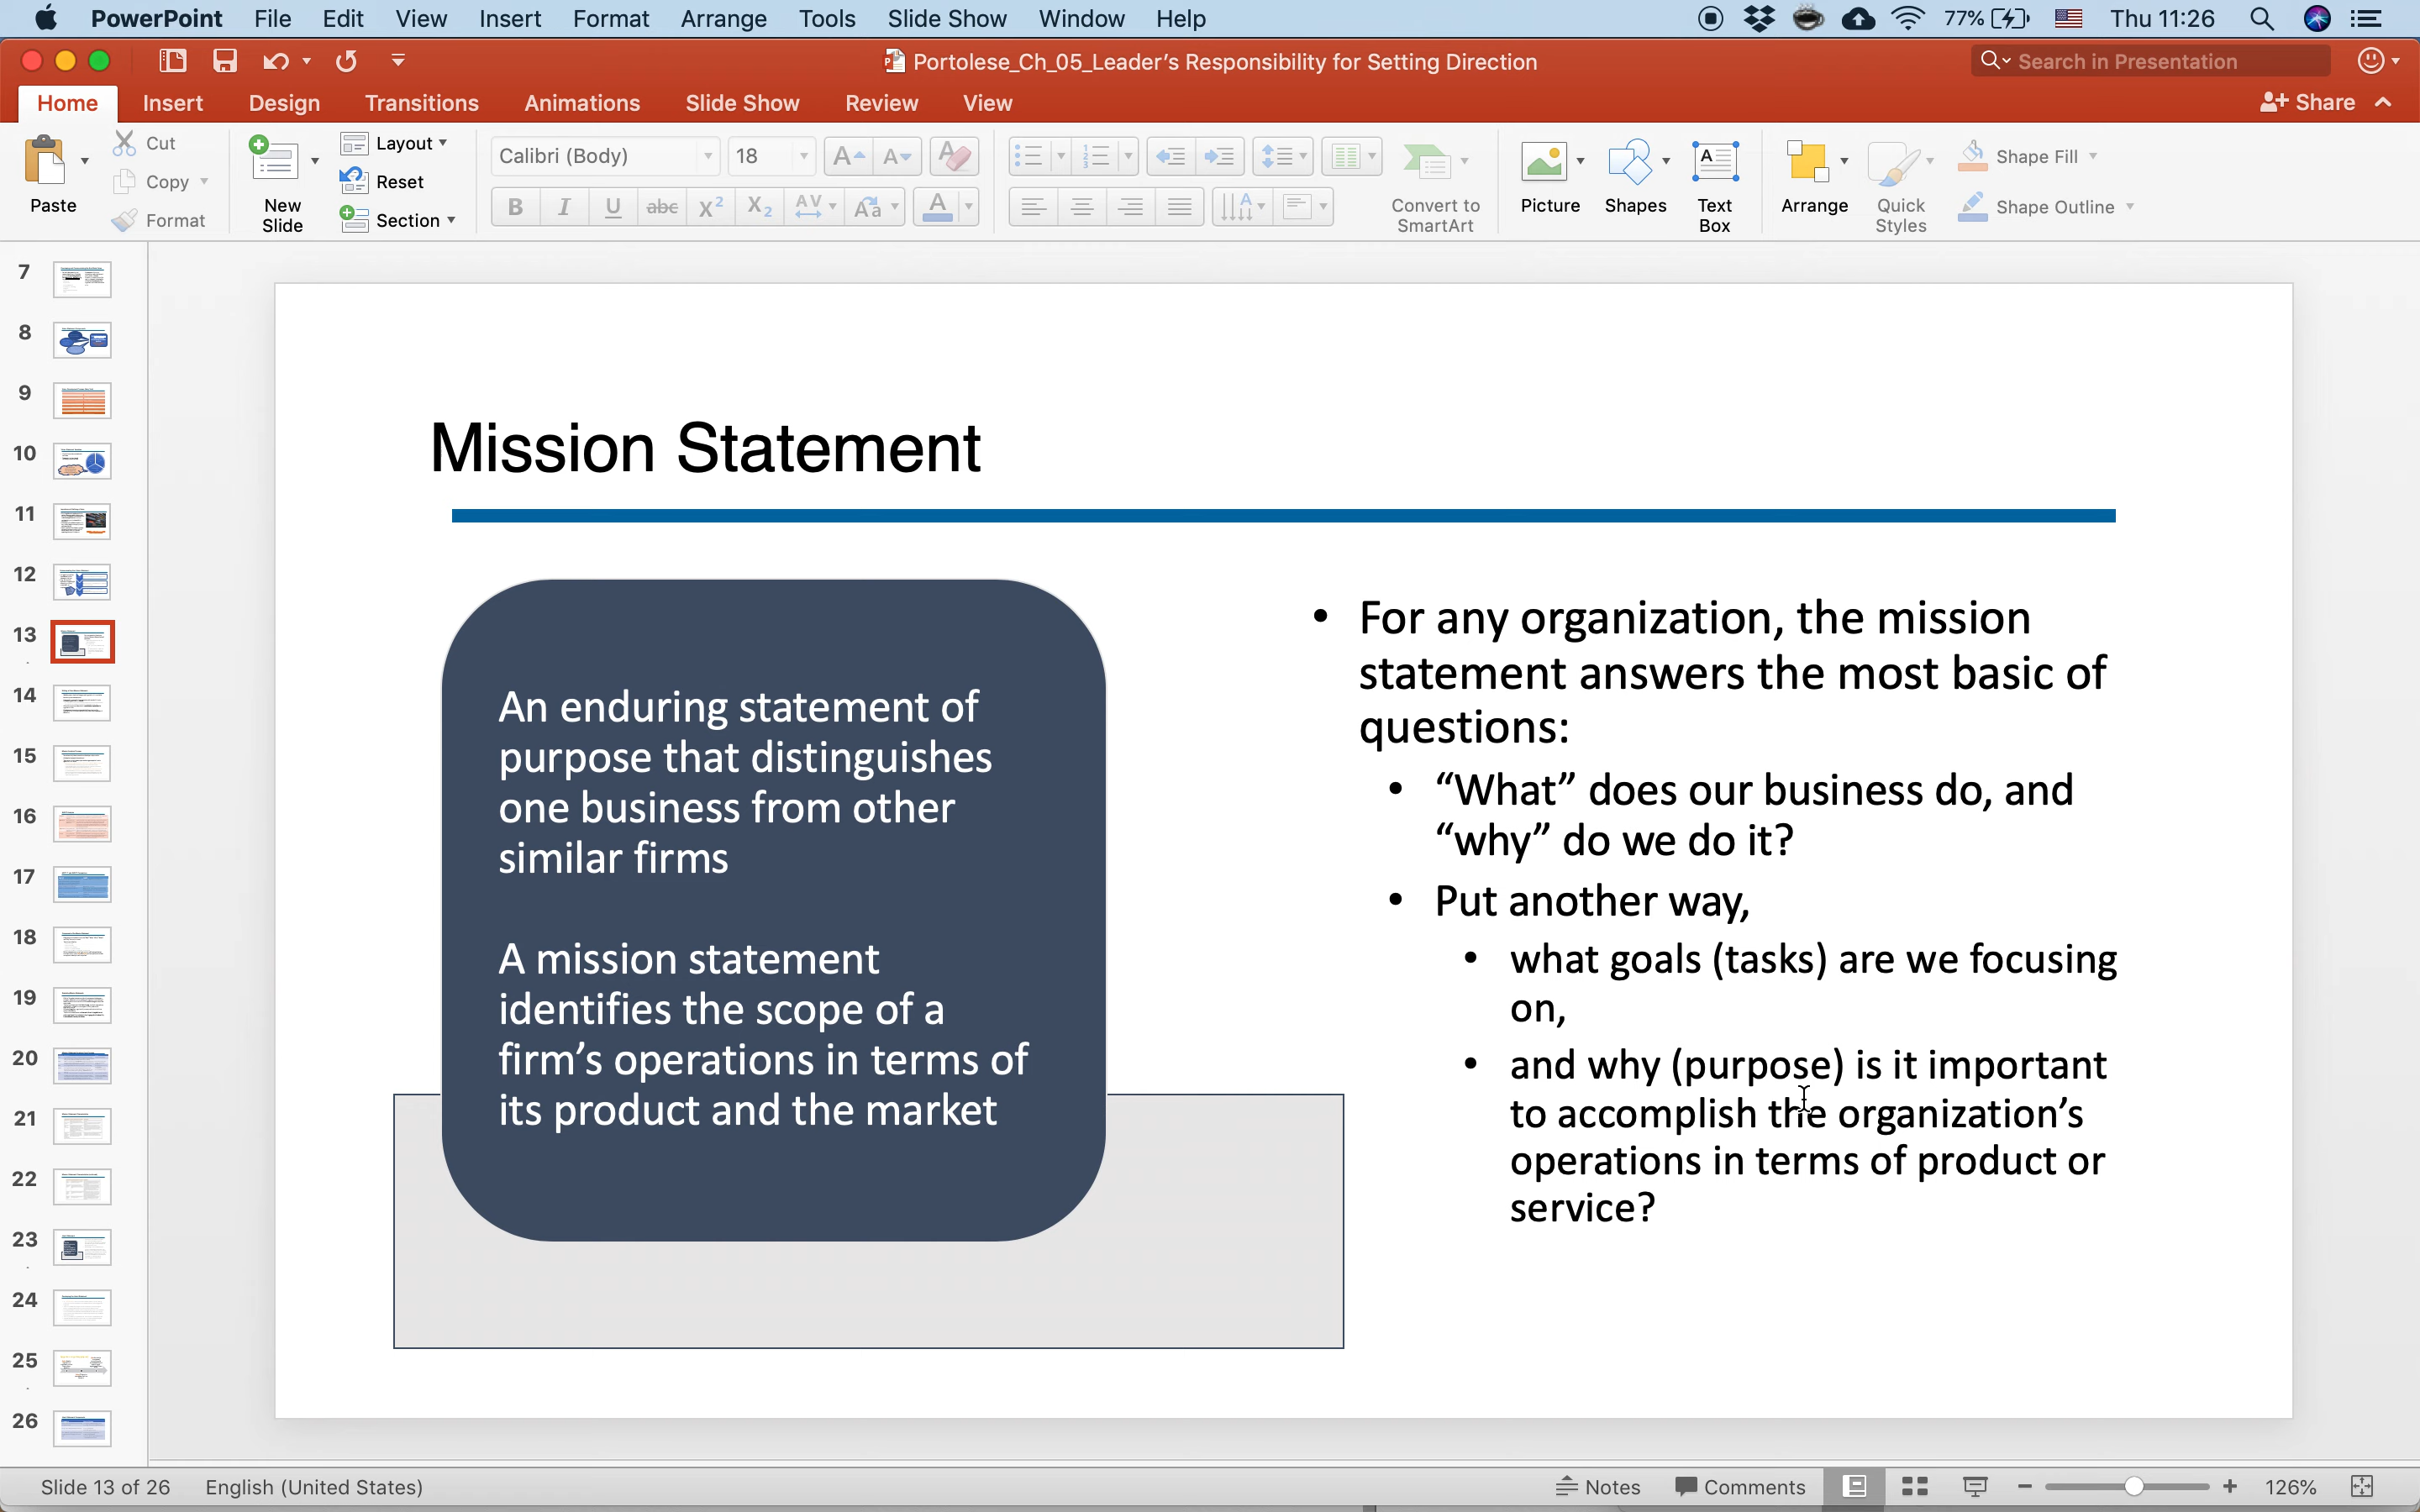 PowerPoint File Edit View Insert Format Arrange Tools Slide Show Window Help 77% Thu 11:26
Portolese_Ch_05_Leader's Responsibility for Setting Direction
Search in Presentation
Home Insert Design Transitions Animations Slide Show Review View Share
Paste
Cut
Copy
Format
New Slide
Layout
Reset
Section
Calibri (Body) 18
Convert to SmartArt
Picture
Shapes
Text Box
Arrange
Quick Styles
Shape Fill
Shape Outline
7
8
9
10
11
12
13
14
15
16
17
18
19
20
21
22
23
24
25
26
Mission Statement
An enduring statement of
purpose that distinguishes
one business from other
similar firms
A mission statement
identifies the scope of a
firm's operations in terms of
its product and the market
• For any organization, the mission
statement answers the most basic of
questions:
• “What” does our business do, and
“why” do we do it?
• Put another way,
• what goals (tasks) are we focusing
on,
• and why (purpose) is it important
to accomplish the organization's
operations in terms of product or
service?
Slide 13 of 26 English (United States) Notes Comments 126%